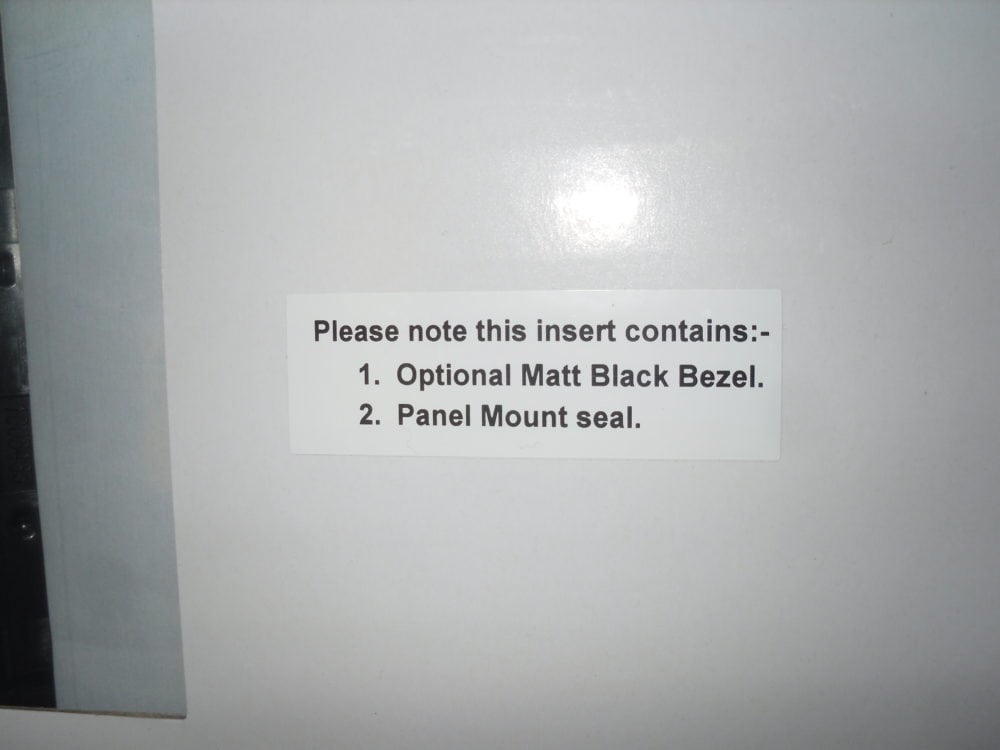 Please note this insert contains:-
1. Optional Matt Black Bezel.
2. Panel Mount seal.